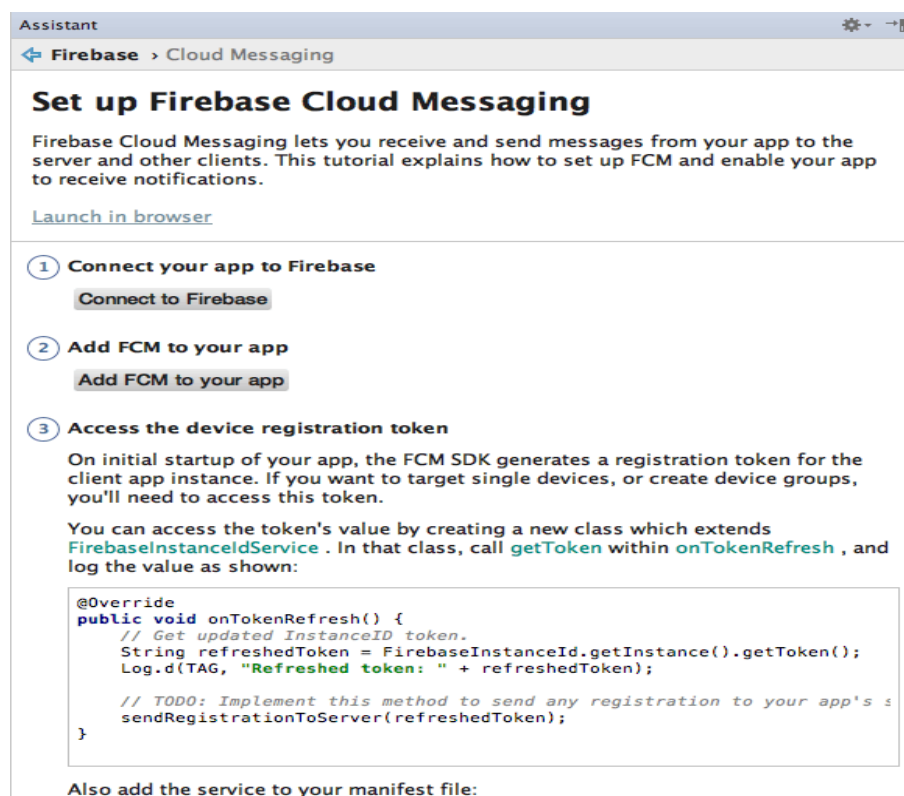 Assistant
Firebase › Cloud Messaging
Set up Firebase Cloud Messaging
Firebase Cloud Messaging lets you receive and send messages from your app to the
server and other clients. This tutorial explains how to set up FCM and enable your app
to receive notifications.
Launch in browser
1 Connect your app to Firebase
Connect to Firebase
2 Add FCM to your app
Add FCM to your app
3 Access the device registration token
On initial startup of your app, the FCM SDK generates a registration token for the
client app instance. If you want to target single devices, or create device groups,
you'll need to access this token.
You can access the token's value by creating a new class which extends
FirebaseInstanceIdService . In that class, call getToken within onTokenRefresh , and
log the value as shown:
@Override
public void onTokenRefresh() {
    // Get updated InstanceID token.
    String refreshedToken = FirebaseInstanceId.getInstance().getToken();
    Log.d(TAG, "Refreshed token: " + refreshedToken);
    // TODO: Implement this method to send any registration to your app's
    sendRegistrationToServer(refreshedToken);
}
Also add the service to your manifest file: